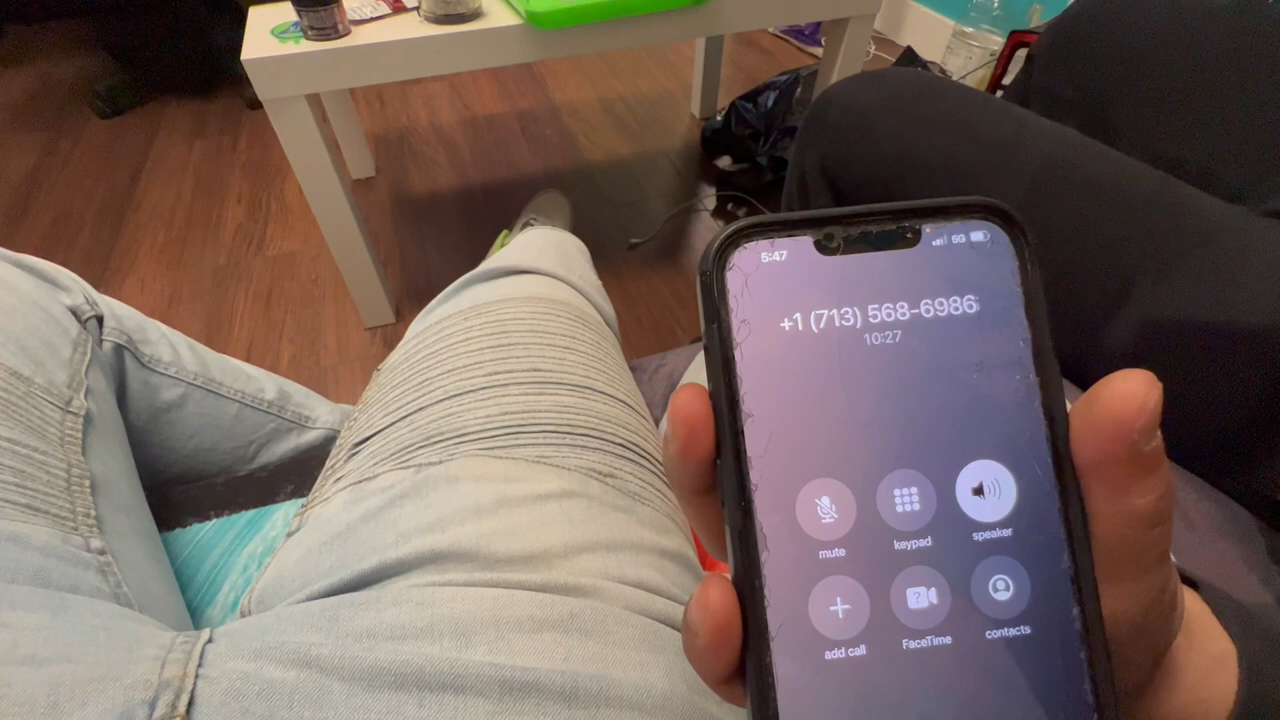 5:47
5G
+1 (713) 568-6986
10:27
mute
keypad
speaker
add call
FaceTime
contacts